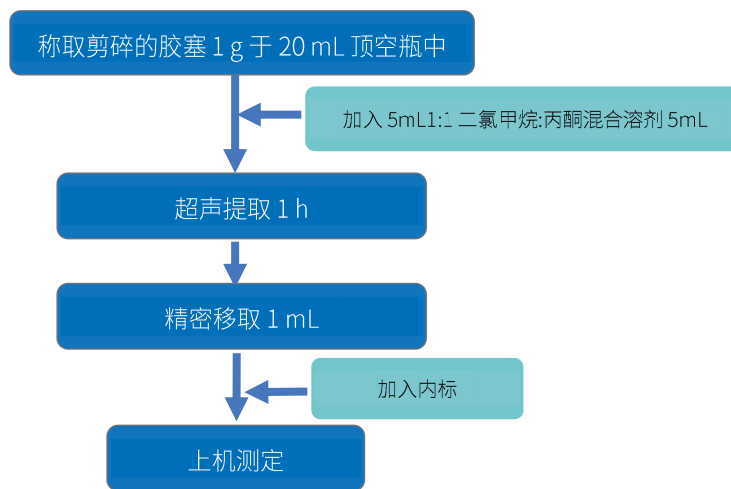 称取剪碎的胶塞 1 g 于 20 mL 顶空瓶中
加入 5mL1:1 二氯甲烷:丙酮混合溶剂 5mL
超声提取 1 h
精密移取 1 mL
加入内标
上机测定